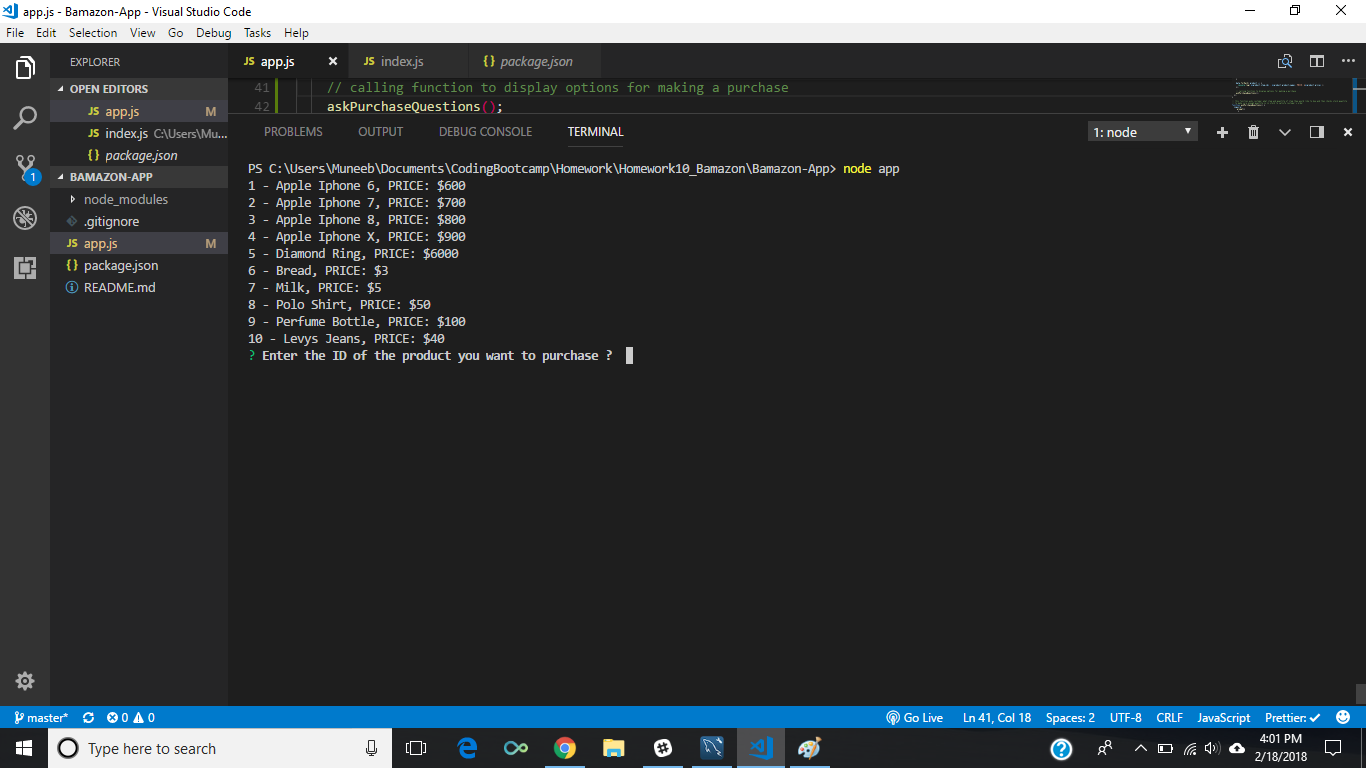 app.js - Bamazon-App - Visual Studio Code
File Edit Selection View Go Debug Tasks Help
EXPLORER
JS app.js × JS index.js {} package.json
OPEN EDITORS
JS app.js M
JS index.js C:\Users\Mu...
{} package.json
BAMAZON-APP
node_modules
.gitignore
JS app.js M
{} package.json
README.md
1
41 // calling function to display options for making a purchase
42 askPurchaseQuestions();
PROBLEMS OUTPUT DEBUG CONSOLE TERMINAL
1: node
PS C:\Users\Muneeb\Documents\CodingBootcamp\Homework\Homework10_Bamazon\Bamazon-App> node app
1 - Apple Iphone 6, PRICE: $600
2 - Apple Iphone 7, PRICE: $700
3 - Apple Iphone 8, PRICE: $800
4 - Apple Iphone X, PRICE: $900
5 - Diamond Ring, PRICE: $6000
6 - Bread, PRICE: $3
7 - Milk, PRICE: $5
8 - Polo Shirt, PRICE: $50
9 - Perfume Bottle, PRICE: $100
10 - Levys Jeans, PRICE: $40
? Enter the ID of the product you want to purchase ?
master* 0 0 Go Live Ln 41, Col 18 Spaces: 2 UTF-8 CRLF JavaScript Prettier: ✓
Type here to search
4:01 PM
2/18/2018